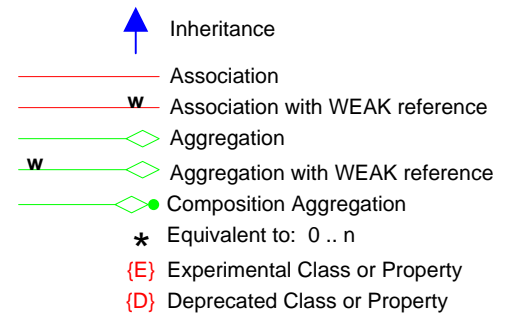 Inheritance
Association
w Association with WEAK reference
Aggregation
w Aggregation with WEAK reference
Composition Aggregation
* Equivalent to: 0 .. n
{E} Experimental Class or Property
{D} Deprecated Class or Property